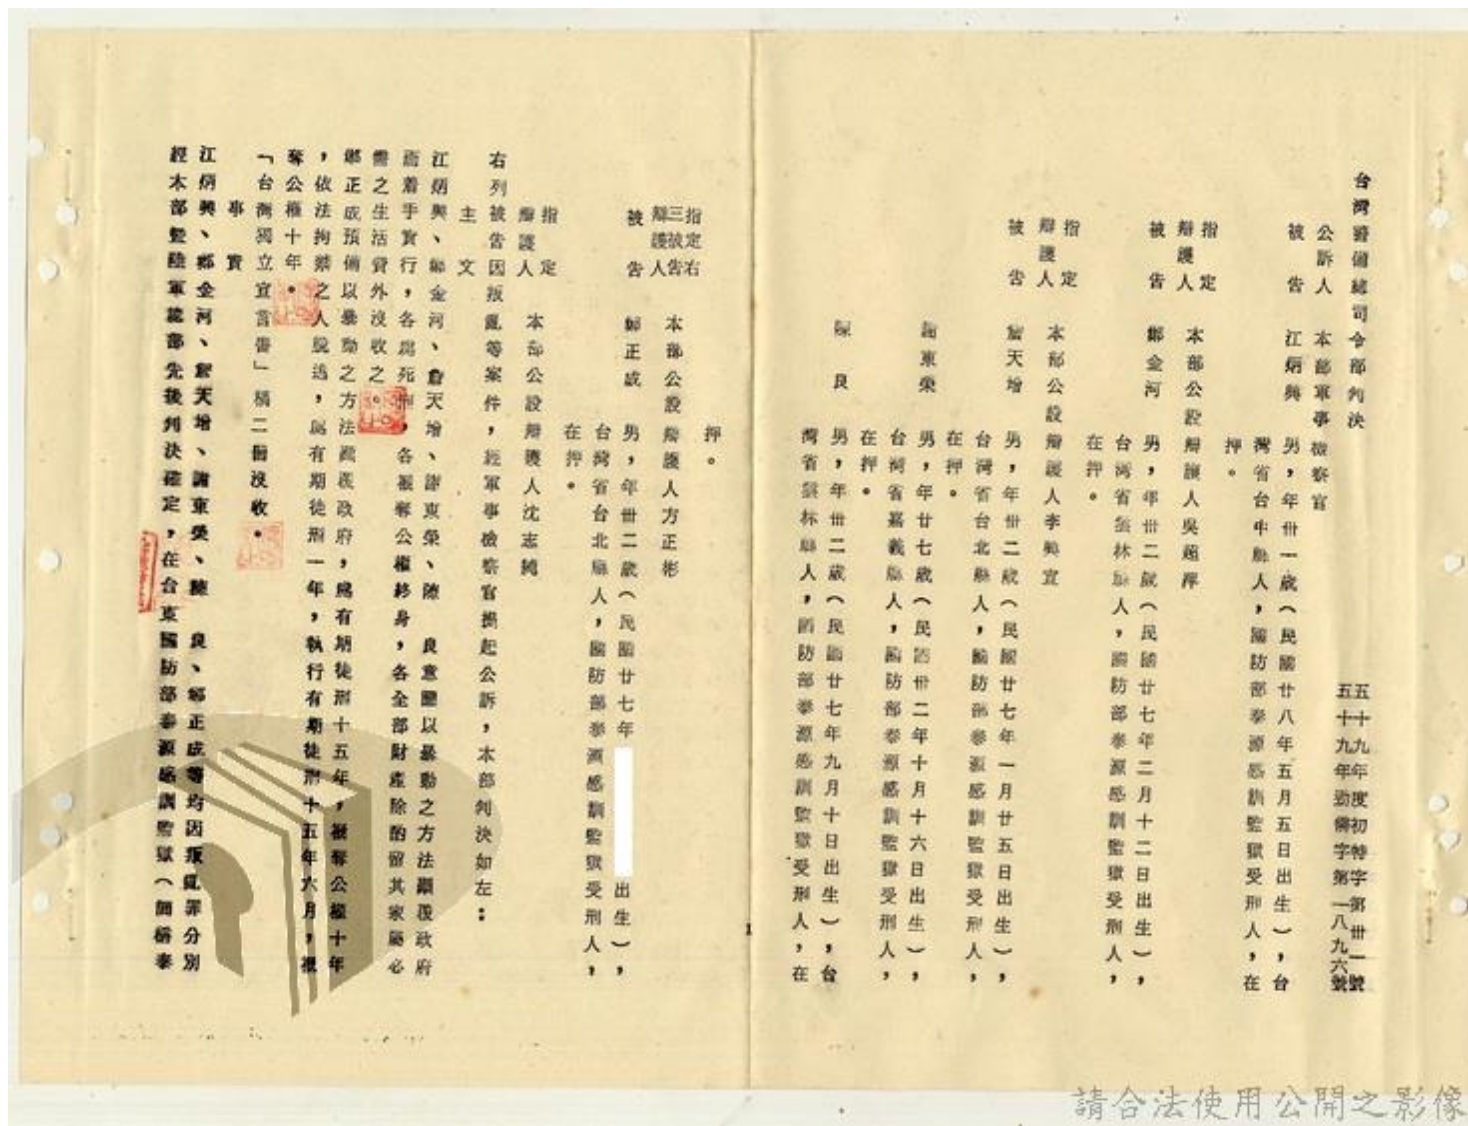 台灣警備總司令部判決
五十九年度初特字第卅一號
五十九年勁需字第一八九六號
公訴人 本部軍事檢察官
被告 江炳興 男，年卅一歲（民國廿八年五月五日出生），台
灣省台中縣人，國防部泰源感訓監獄受刑人，在
押。
指定辯護人 本部公設辯護人吳超萍
被告 鄭金河 男，年卅二歲（民國廿七年二月十二日出生），
台灣省雲林縣人，國防部泰源感訓監獄受刑人，
在押。
指定辯護人 本部公設辯護人李興宜
被告 詹天增 男，年卅二歲（民國廿七年一月廿五日出生），
台灣省台北縣人，國防部泰源感訓監獄受刑人，
在押。
謝東榮 男，年廿七歲（民國卅二年十月十六日出生），
台灣省嘉義縣人，國防部泰源感訓監獄受刑人，
在押。
陳良 男，年卅二歲（民國廿七年九月十日出生），台
灣省雲林縣人，國防部泰源感訓監獄受刑人，在
押。
指定右三被告辯護人 本部公設辯護人方正彬
被告 鄭正成 男，年卅二歲（民國廿七年 出生），
台灣省台北縣人，國防部泰源感訓監獄受刑人，
在押。
指定辯護人 本部公設辯護人沈志純
右列被告因叛亂等案件，經軍事檢察官提起公訴，本部判決如左：
主文
江炳興、鄭金河、詹天增、謝東榮、陳 良意圖以暴動之方法顛覆政府
而着手實行，各處死刑，各褫奪公權終身，各全部財產除酌留其家屬必
需之生活費外沒收之。
鄭正成預備以暴動之方法顛覆政府，處有期徒刑十五年，褫奪公權十年
，依法拘禁之人脫逃，處有期徒刑一年，執行有期徒刑十五年六月，褫
奪公權十年。
「台灣獨立宣言書」稿二冊沒收。
事實
江炳興、鄭金河、詹天增、謝東榮、陳 良、鄭正成等均因叛亂罪分別
經本部暨陸軍總部先後判決確定，在台東國防部泰源感訓監獄（簡稱泰
1
請合法使用公開之影像